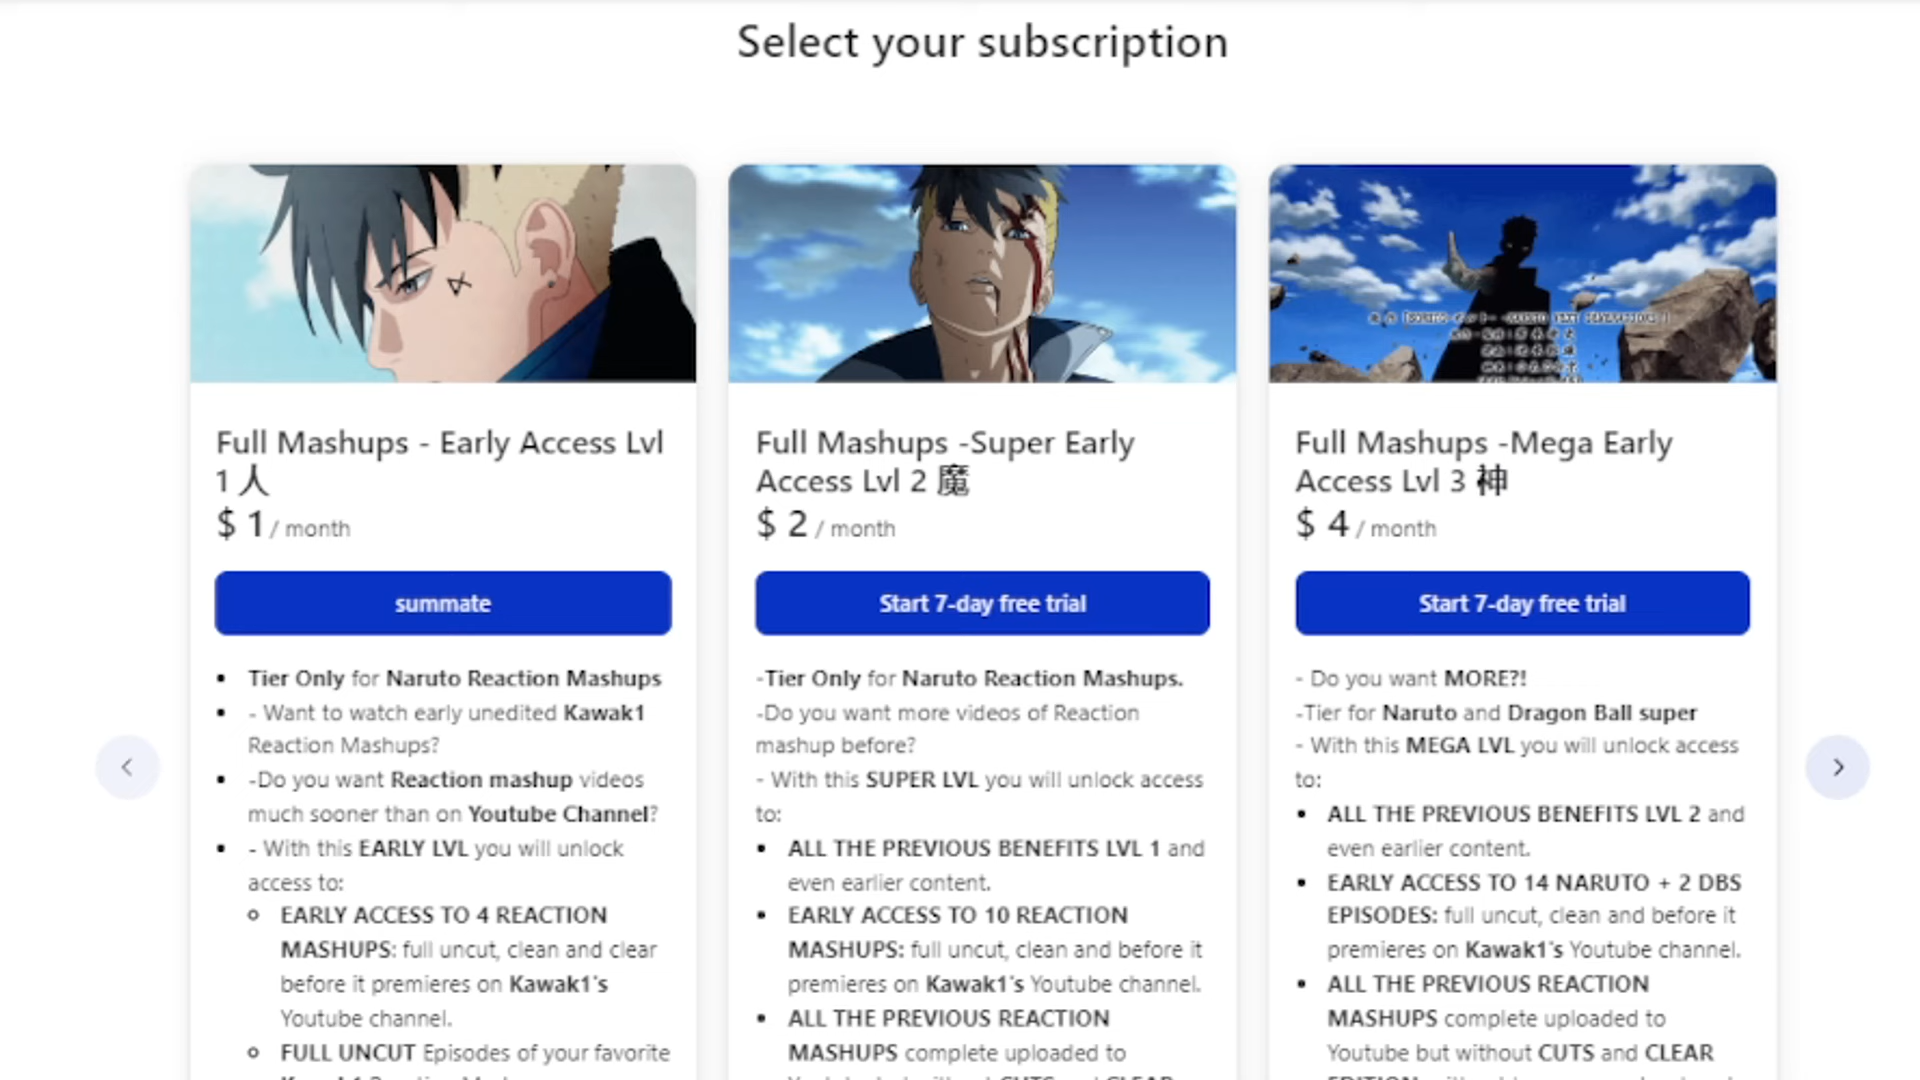 Select your subscription
Full Mashups - Early Access Lvl
1 人
$ 1 / month
summate
• Tier Only for Naruto Reaction Mashups
• - Want to watch early unedited Kawak1
Reaction Mashups?
• -Do you want Reaction mashup videos
much sooner than on Youtube Channel?
• - With this EARLY LVL you will unlock
access to:
◦ EARLY ACCESS TO 4 REACTION
MASHUPS: full uncut, clean and clear
before it premieres on Kawak1's
Youtube channel.
◦ FULL UNCUT Episodes of your favorite
Full Mashups -Super Early
Access Lvl 2 魔
$ 2 / month
Start 7-day free trial
-Tier Only for Naruto Reaction Mashups.
-Do you want more videos of Reaction
mashup before?
- With this SUPER LVL you will unlock access
to:
• ALL THE PREVIOUS BENEFITS LVL 1 and
even earlier content.
• EARLY ACCESS TO 10 REACTION
MASHUPS: full uncut, clean and before it
premieres on Kawak1's Youtube channel.
• ALL THE PREVIOUS REACTION
MASHUPS complete uploaded to
Full Mashups -Mega Early
Access Lvl 3 神
$ 4 / month
Start 7-day free trial
- Do you want MORE?!
-Tier for Naruto and Dragon Ball super
- With this MEGA LVL you will unlock access
to:
• ALL THE PREVIOUS BENEFITS LVL 2 and
even earlier content.
• EARLY ACCESS TO 14 NARUTO + 2 DBS
EPISODES: full uncut, clean and before it
premieres on Kawak1's Youtube channel.
• ALL THE PREVIOUS REACTION
MASHUPS complete uploaded to
Youtube but without CUTS and CLEAR